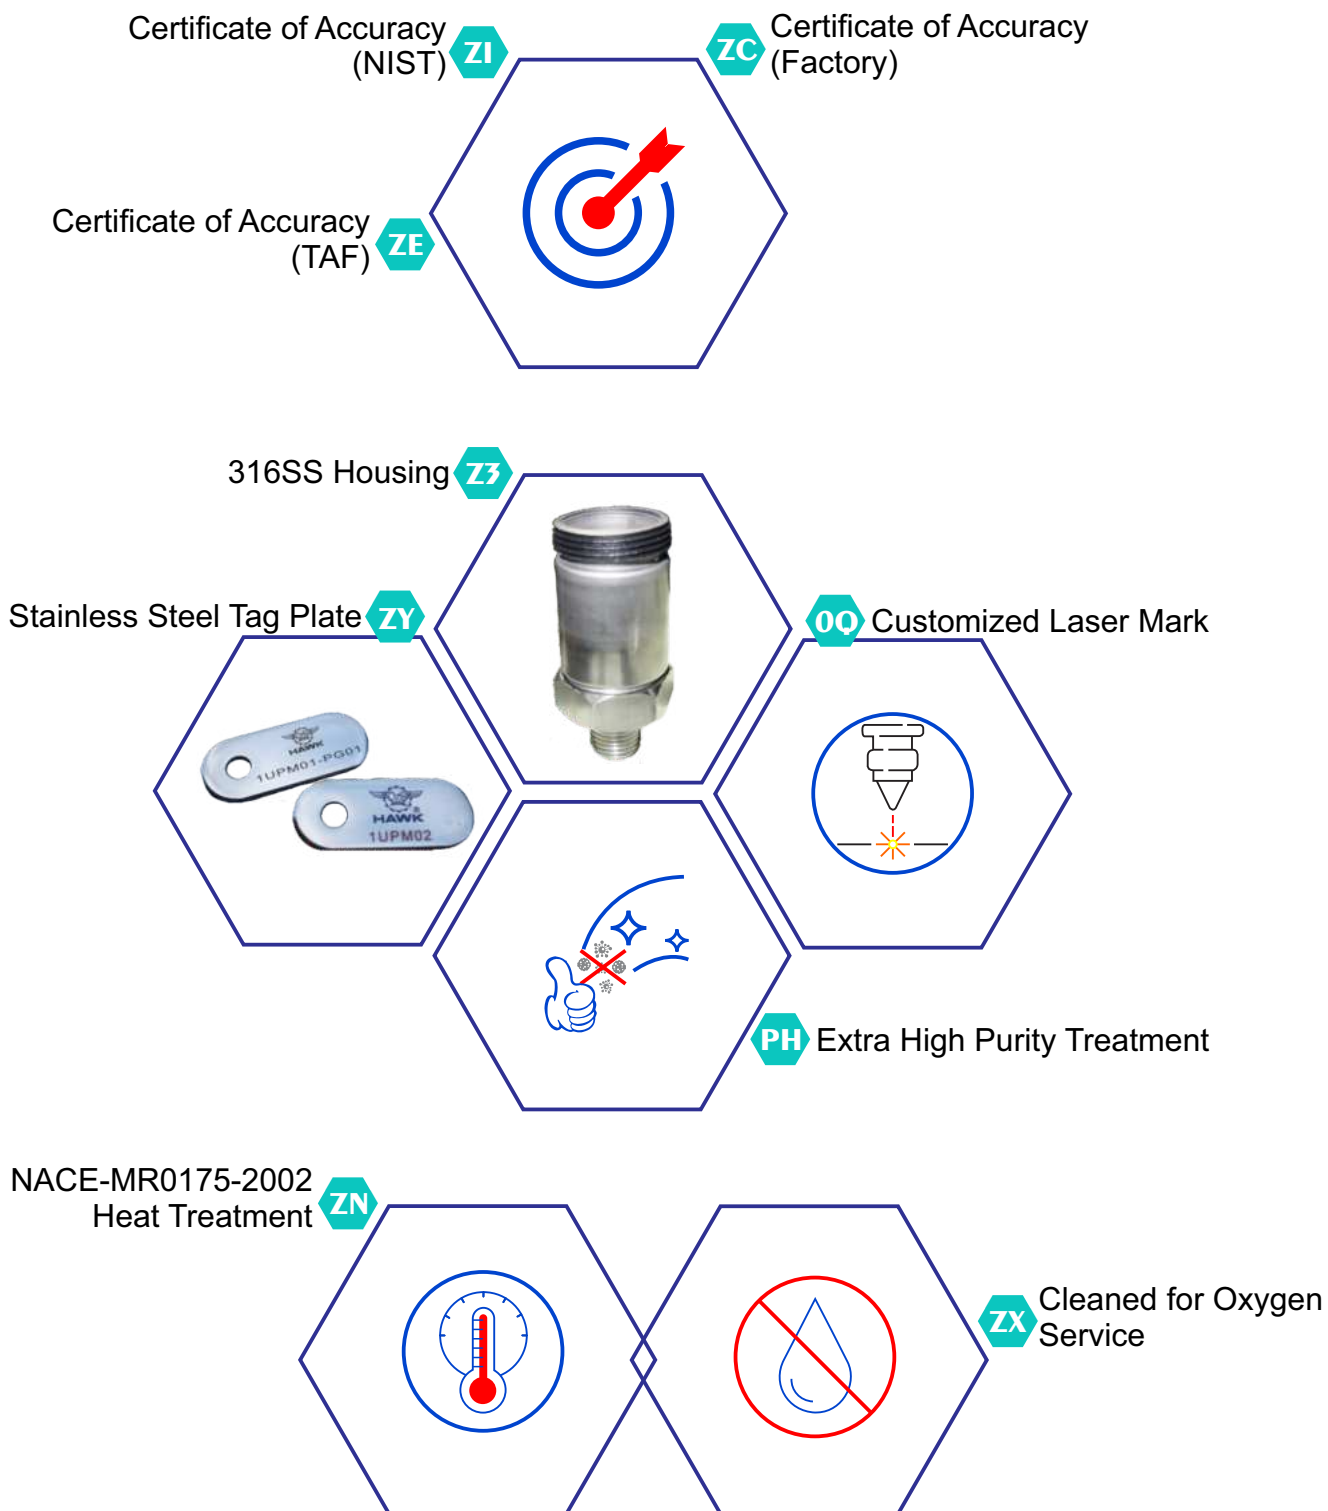 Certificate of Accuracy
(NIST)
ZI
ZC
Certificate of Accuracy
(Factory)
Certificate of Accuracy
(TAF)
ZE
316SS Housing
Z3
Stainless Steel Tag Plate
ZY
0Q
Customized Laser Mark
HAWK
1UPM01-PG01
HAWK®
1UPM02
PH
Extra High Purity Treatment
NACE-MR0175-2002
Heat Treatment
ZN
ZX
Cleaned for Oxygen
Service